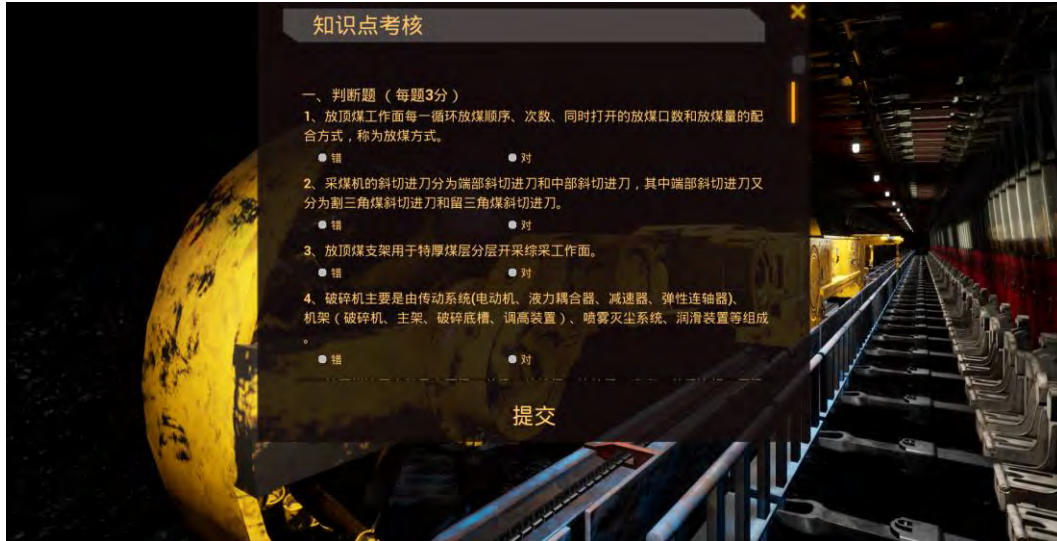 知识点考核
一、判断题（每题3分）
1、放顶煤工作面每一循环放煤顺序、次数、同时打开的放煤口数和放煤量的配
合方式，称为放煤方式。
错 对
2、采煤机的斜切进刀分为端部斜切进刀和中部斜切进刀，其中端部斜切进刀又
分为割三角煤斜切进刀和留三角煤斜切进刀。
错 对
3、放顶煤支架用于特厚煤层分层开采综采工作面。
错 对
4、破碎机主要是由传动系统(电动机、液力耦合器、减速器、弹性连轴器)、
机架（破碎机、主架、破碎底槽、调高装置）、喷雾灭尘系统、润滑装置等组成
。
错 对
提交